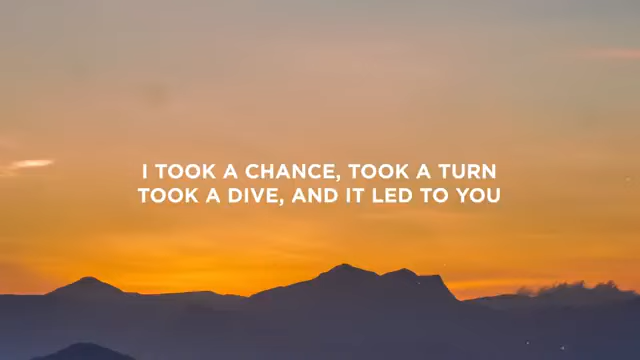 I TOOK A CHANCE, TOOK A TURN
TOOK A DIVE, AND IT LED TO YOU